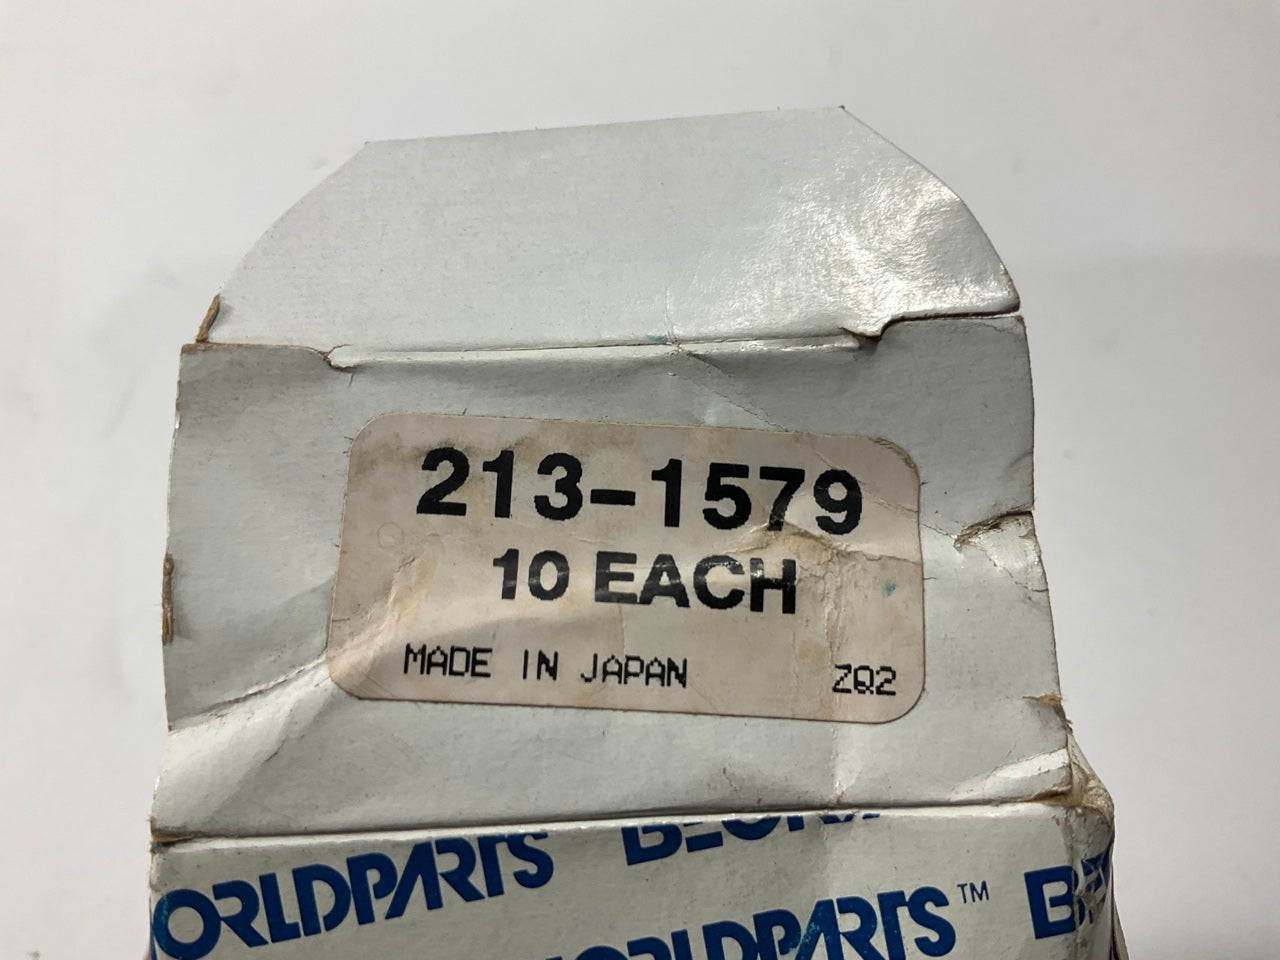 213-1579
10 EACH
MADE IN JAPAN ZQ2
ORLDPARTS
ORLDPARTS™